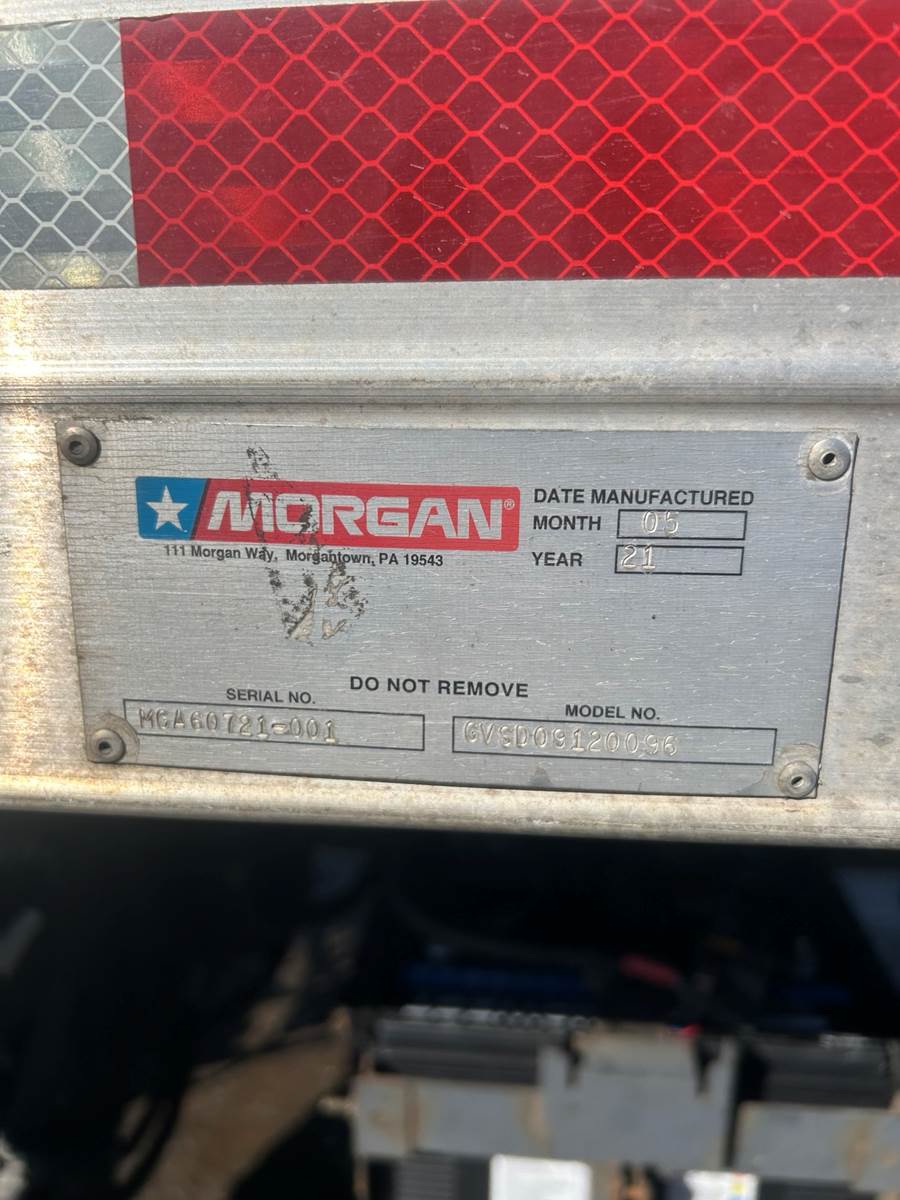 MORGAN®
111 Morgan Way, Morgantown, PA 19543
DATE MANUFACTURED
MONTH 05
YEAR 21
DO NOT REMOVE
SERIAL NO.
MCA60721-001
MODEL NO.
GVSD09120096